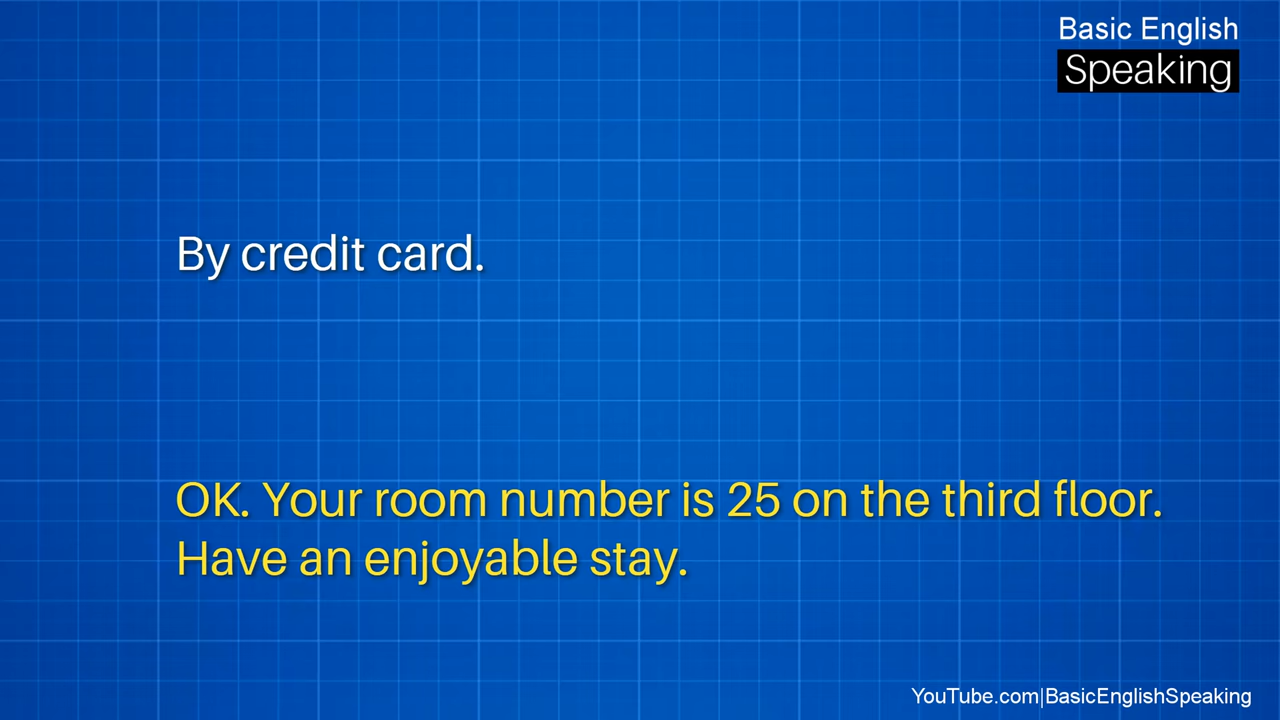 Basic English
Speaking
By credit card.
OK. Your room number is 25 on the third floor.
Have an enjoyable stay.
YouTube.com|BasicEnglishSpeaking